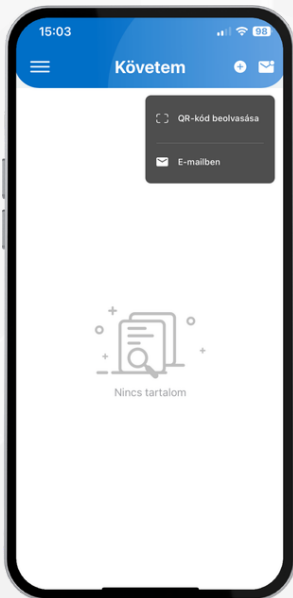 15:03
98
Követem
QR-kód beolvasása
E-mailben
Nincs tartalom